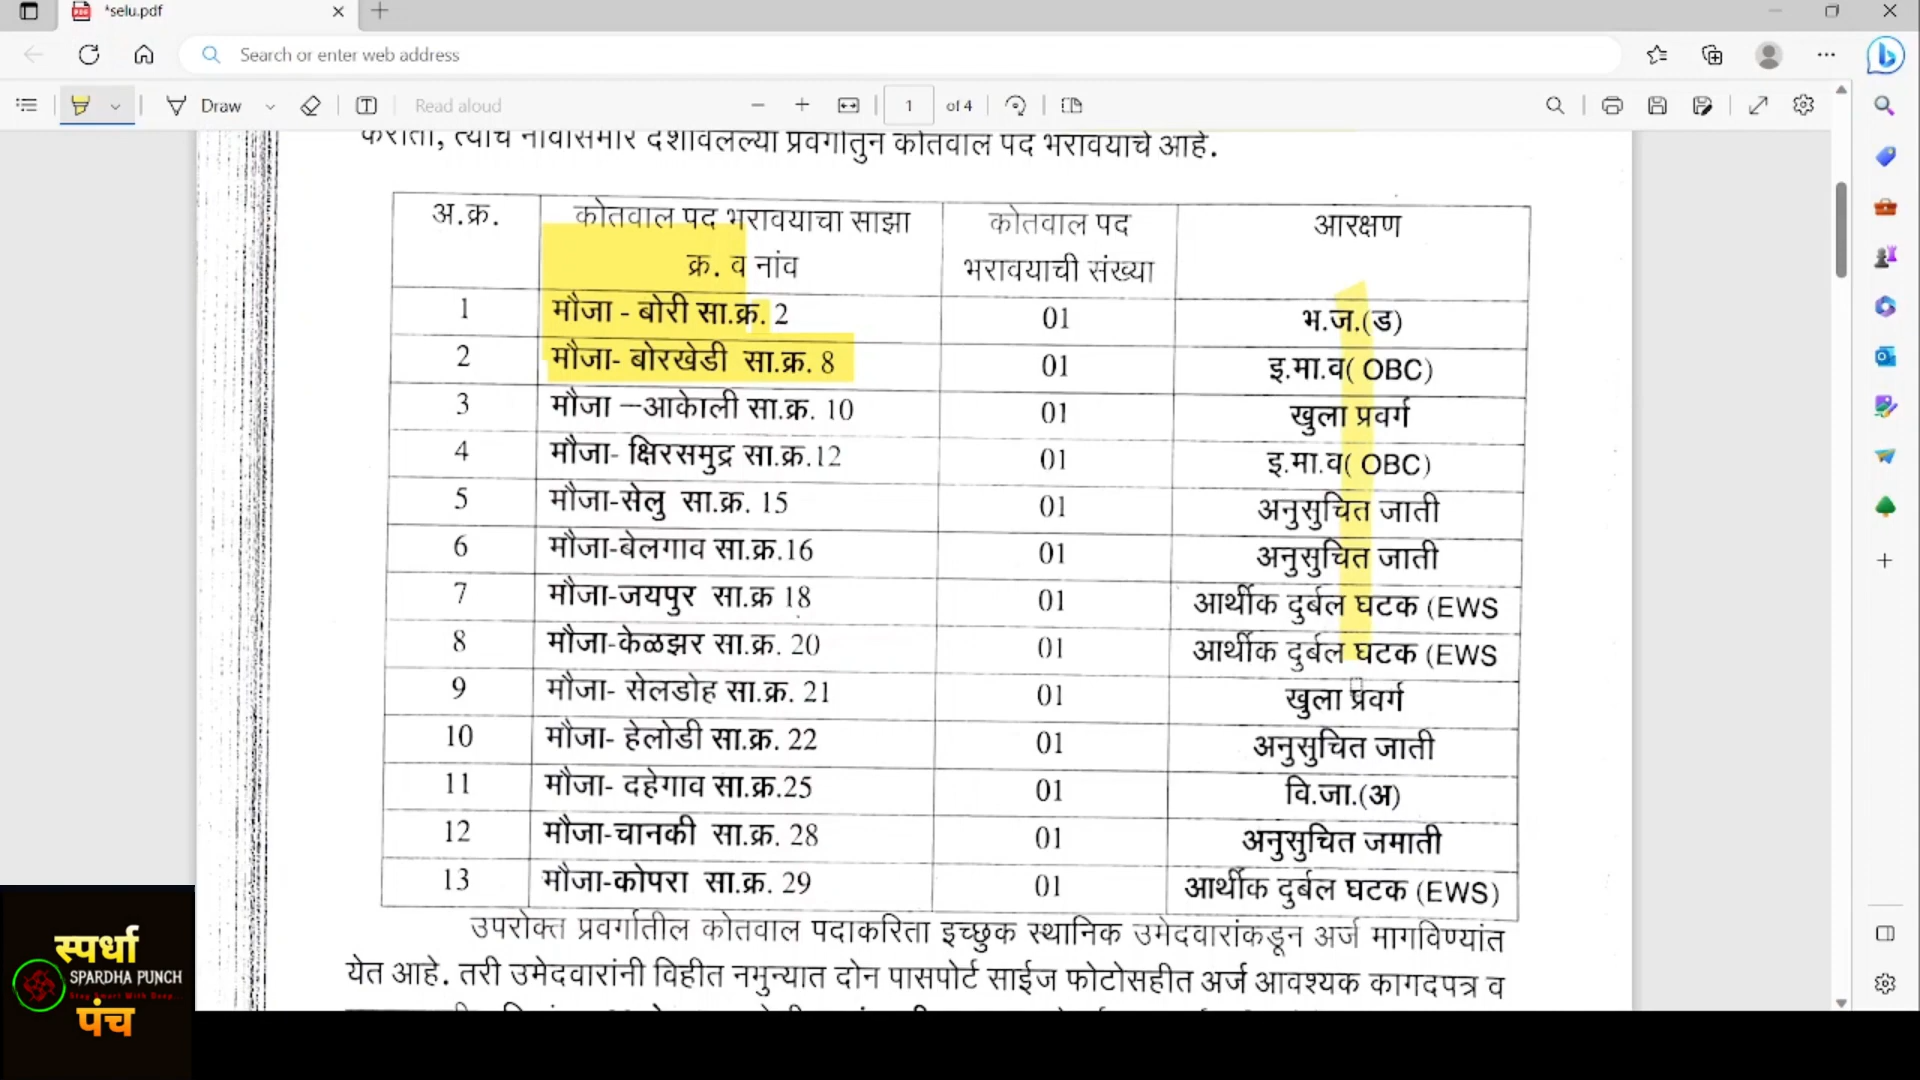 *selu.pdf
Search or enter web address
Draw
Read aloud
1 of 4
दर्शविलेल्या प्रवर्गातुन कोतवाल पद भरावयाचे आहे.
अ.क्र. कोतवाल पद भरावयाचा साझा क्र. व नांव कोतवाल पद भरावयाची संख्या आरक्षण
1 मौजा - बोरी सा.क्र. 2 01 भ.ज.(ड)
2 मौजा- बोरखेडी सा.क्र. 8 01 इ.मा.व( OBC)
3 मौजा –आकेाली सा.क्र. 10 01 खुला प्रवर्ग
4 मौजा- क्षिरसमुद्र सा.क्र.12 01 इ.मा.व( OBC)
5 मौजा-सेलु सा.क्र. 15 01 अनुसुचित जाती
6 मौजा-बेलगाव सा.क्र.16 01 अनुसुचित जाती
7 मौजा-जयपुर सा.क्र 18 01 आर्थीक दुर्बल घटक (EWS
8 मौजा-केळझर सा.क्र. 20 01 आर्थीक दुर्बल घटक (EWS
9 मौजा- सेलडोह सा.क्र. 21 01 खुला प्रवर्ग
10 मौजा- हेलोडी सा.क्र. 22 01 अनुसुचित जाती
11 मौजा- दहेगाव सा.क्र.25 01 वि.जा.(अ)
12 मौजा-चानकी सा.क्र. 28 01 अनुसुचित जमाती
13 मौजा-कोपरा सा.क्र. 29 01 आर्थीक दुर्बल घटक (EWS)
उपरोक्त प्रवर्गातील कोतवाल पदाकरिता इच्छुक स्थानिक उमेदवारांकडून अर्ज मागविण्यांत
येत आहे. तरी उमेदवारांनी विहीत नमुन्यात दोन पासपोर्ट साईज फोटोसहीत अर्ज आवश्यक कागदपत्र व
स्पर्धा
SPARDHA PUNCH
पंच